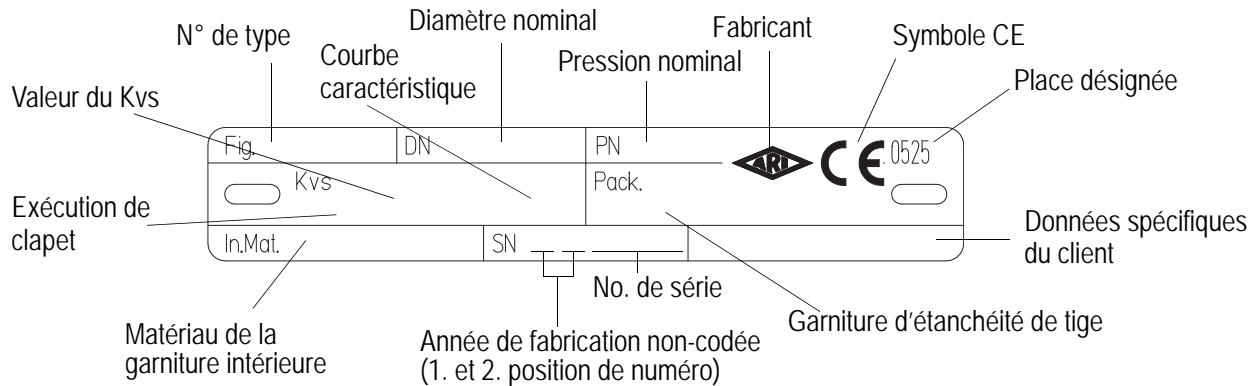 N° de type
Diamètre nominal
Fabricant
Symbole CE
Courbe
caractéristique
Pression nominal
Place désignée
Valeur du Kvs
Fig.
DN
PN
ARI
CE
.0525
Kvs
Pack.
Exécution de
clapet
In.Mat.
SN
Données spécifiques
du client
No. de série
Matériau de la
garniture intérieure
Année de fabrication non-codée
(1. et 2. position de numéro)
Garniture d'étanchéité de tige